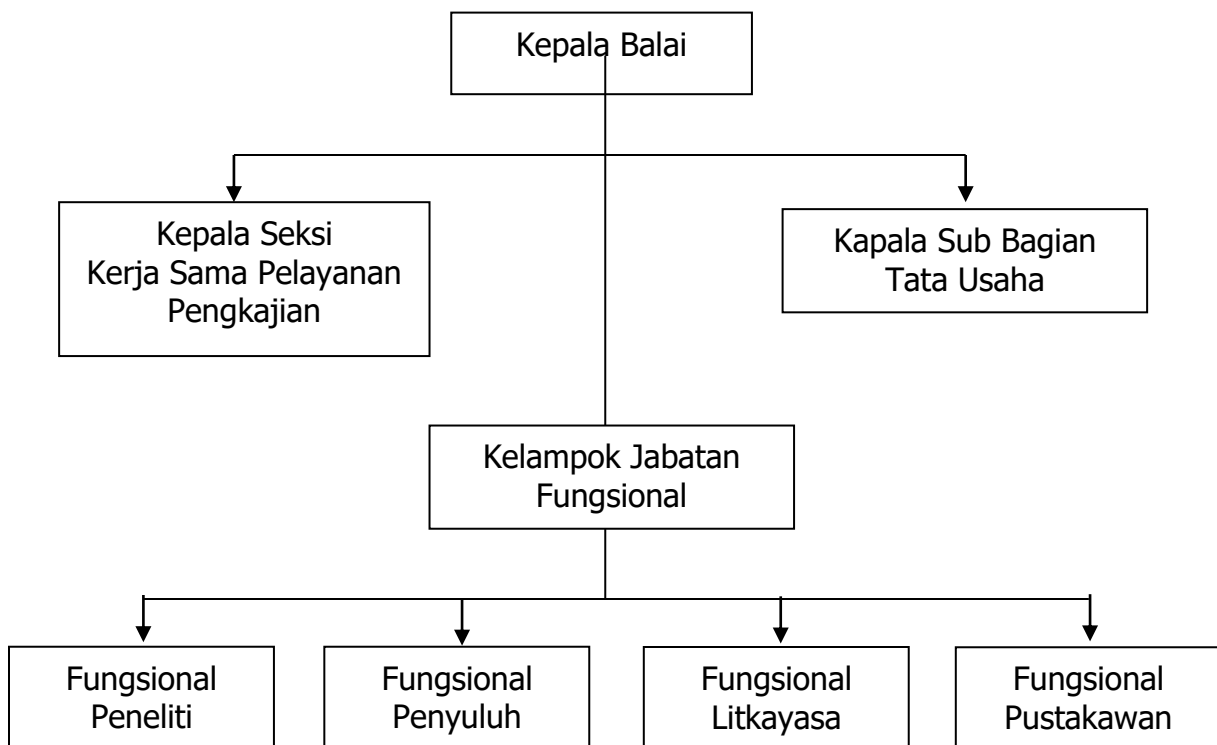 Kepala Balai
Kepala Seksi
Kerja Sama Pelayanan
Pengkajian
Kapala Sub Bagian
Tata Usaha
Kelampok Jabatan
Fungsional
Fungsional
Peneliti
Fungsional
Penyuluh
Fungsional
Litkayasa
Fungsional
Pustakawan